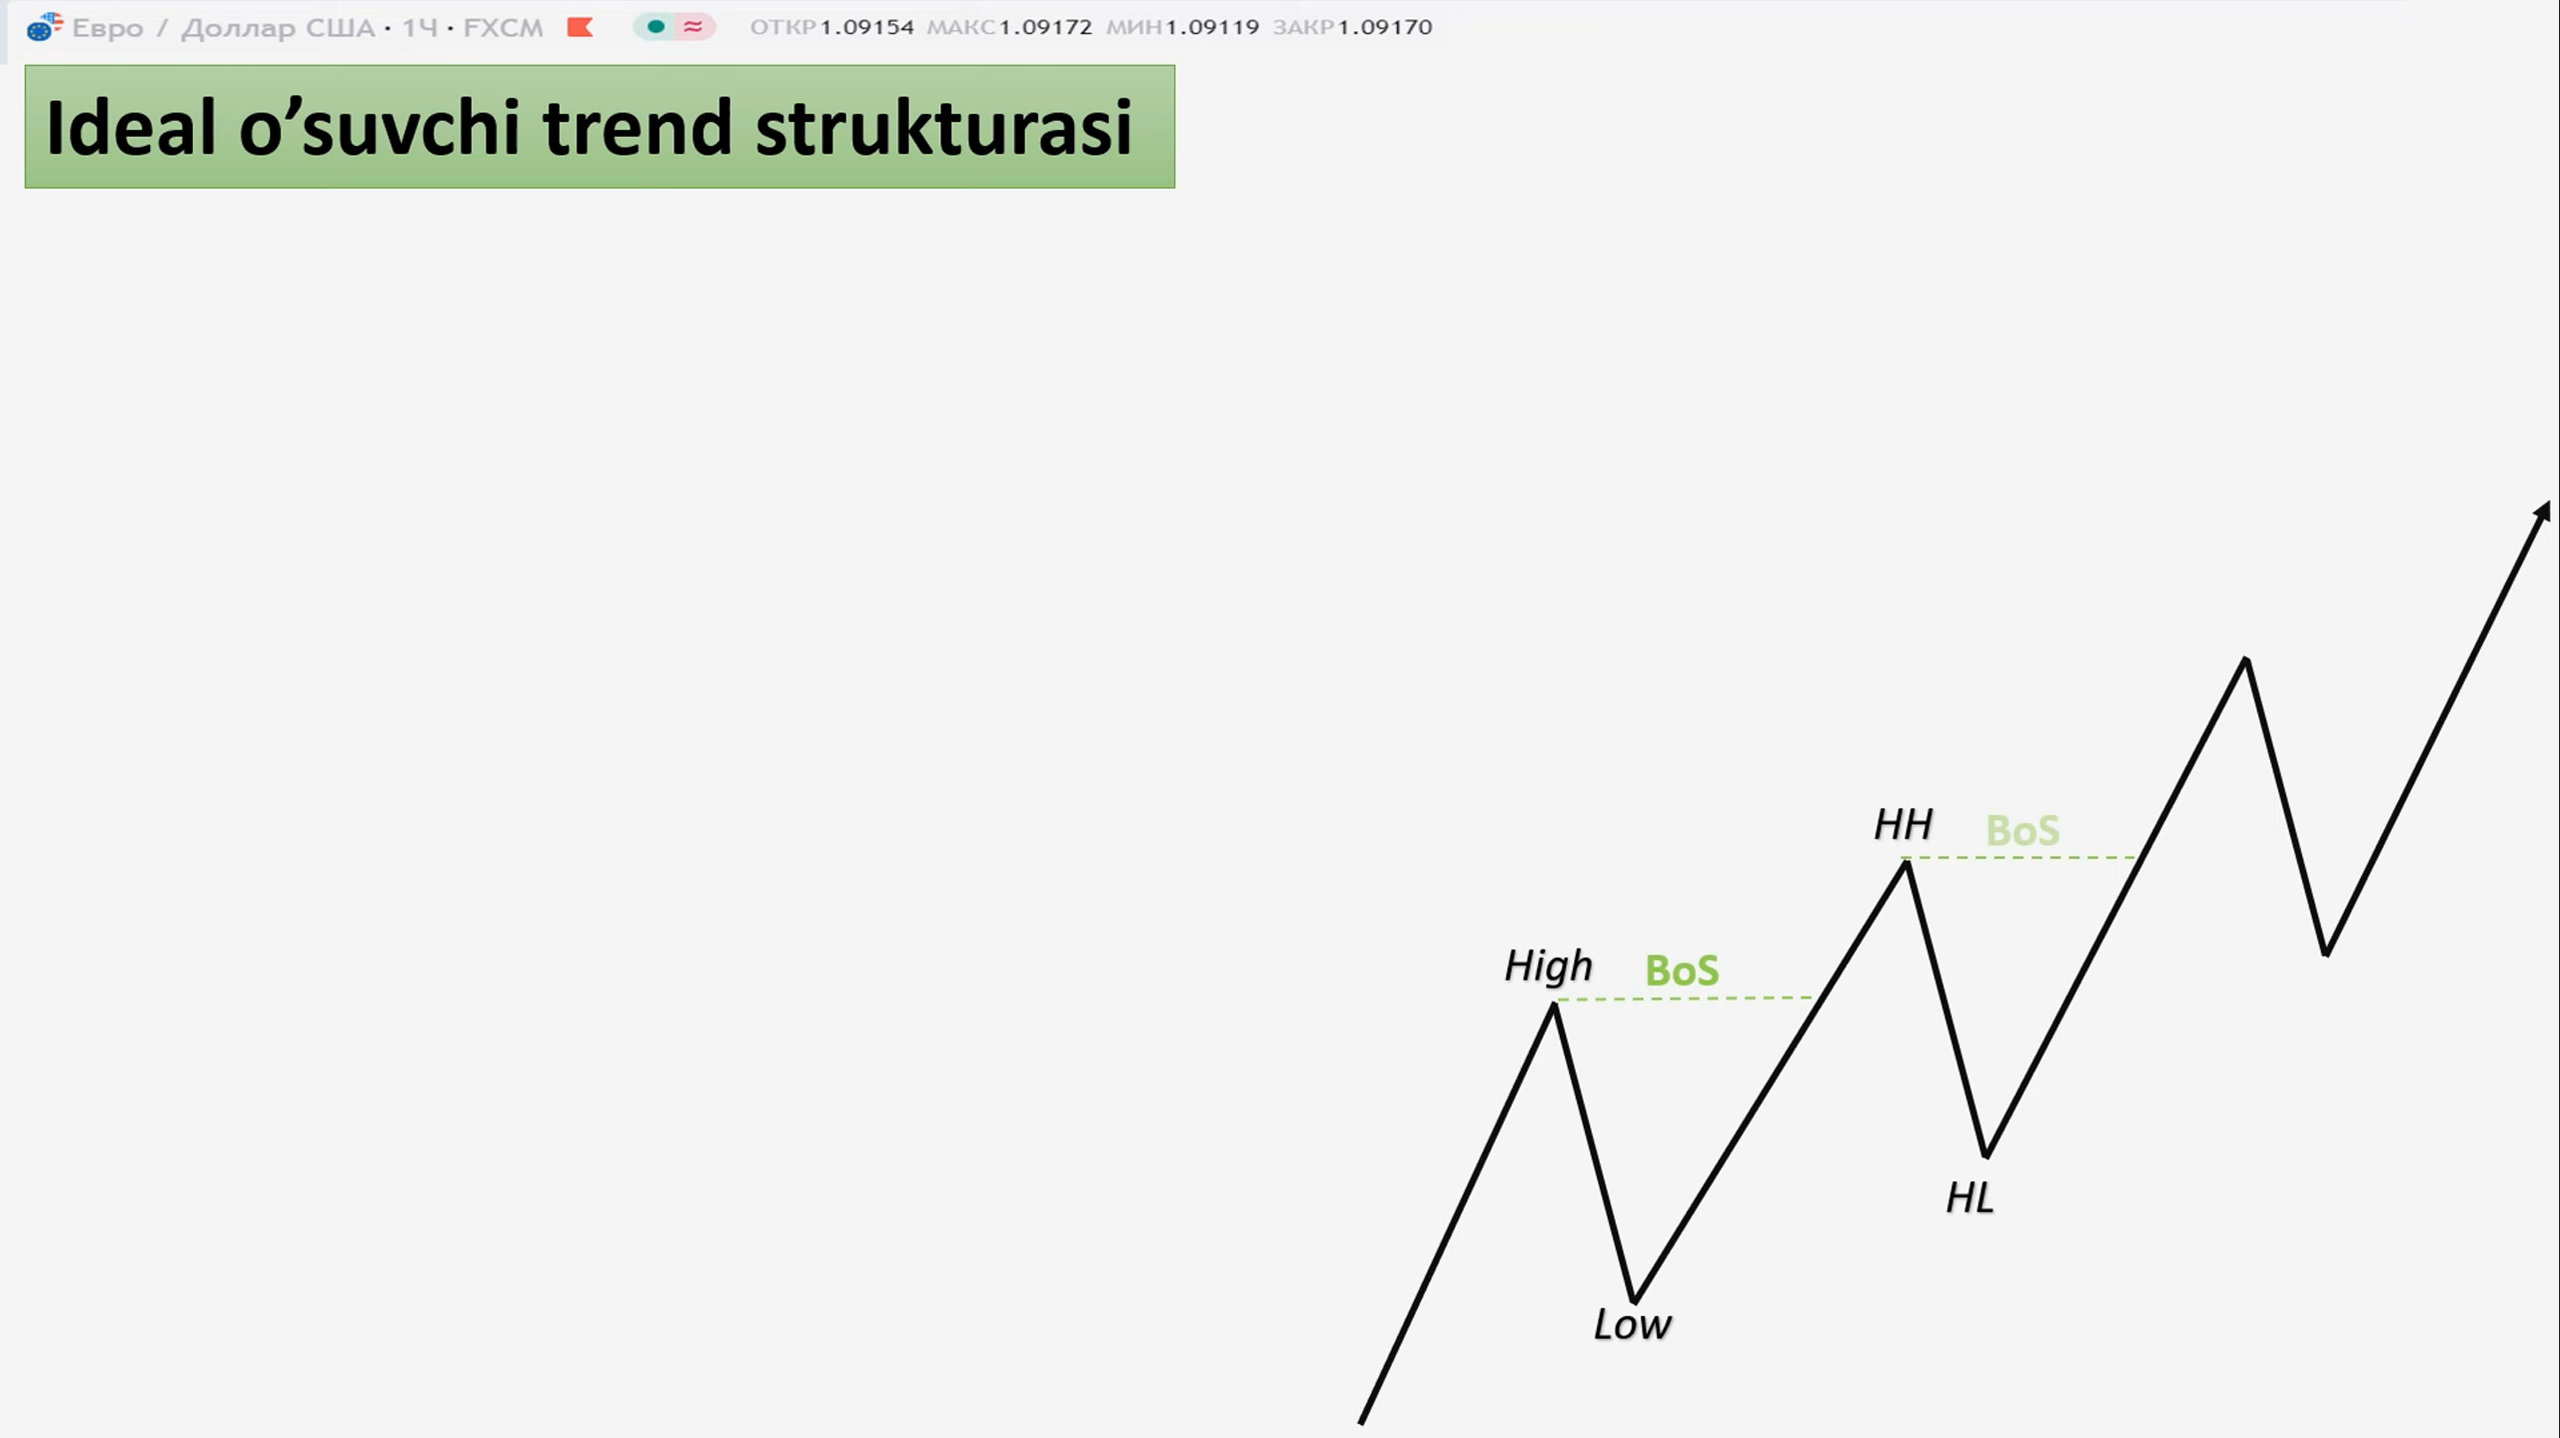 Евро / Доллар США · 1Ч · FXCM ОТКР1.09154 МАКС1.09172 МИН1.09119 ЗАКР1.09170
Ideal o’suvchi trend strukturasi
HH BoS
High BoS
HL
Low